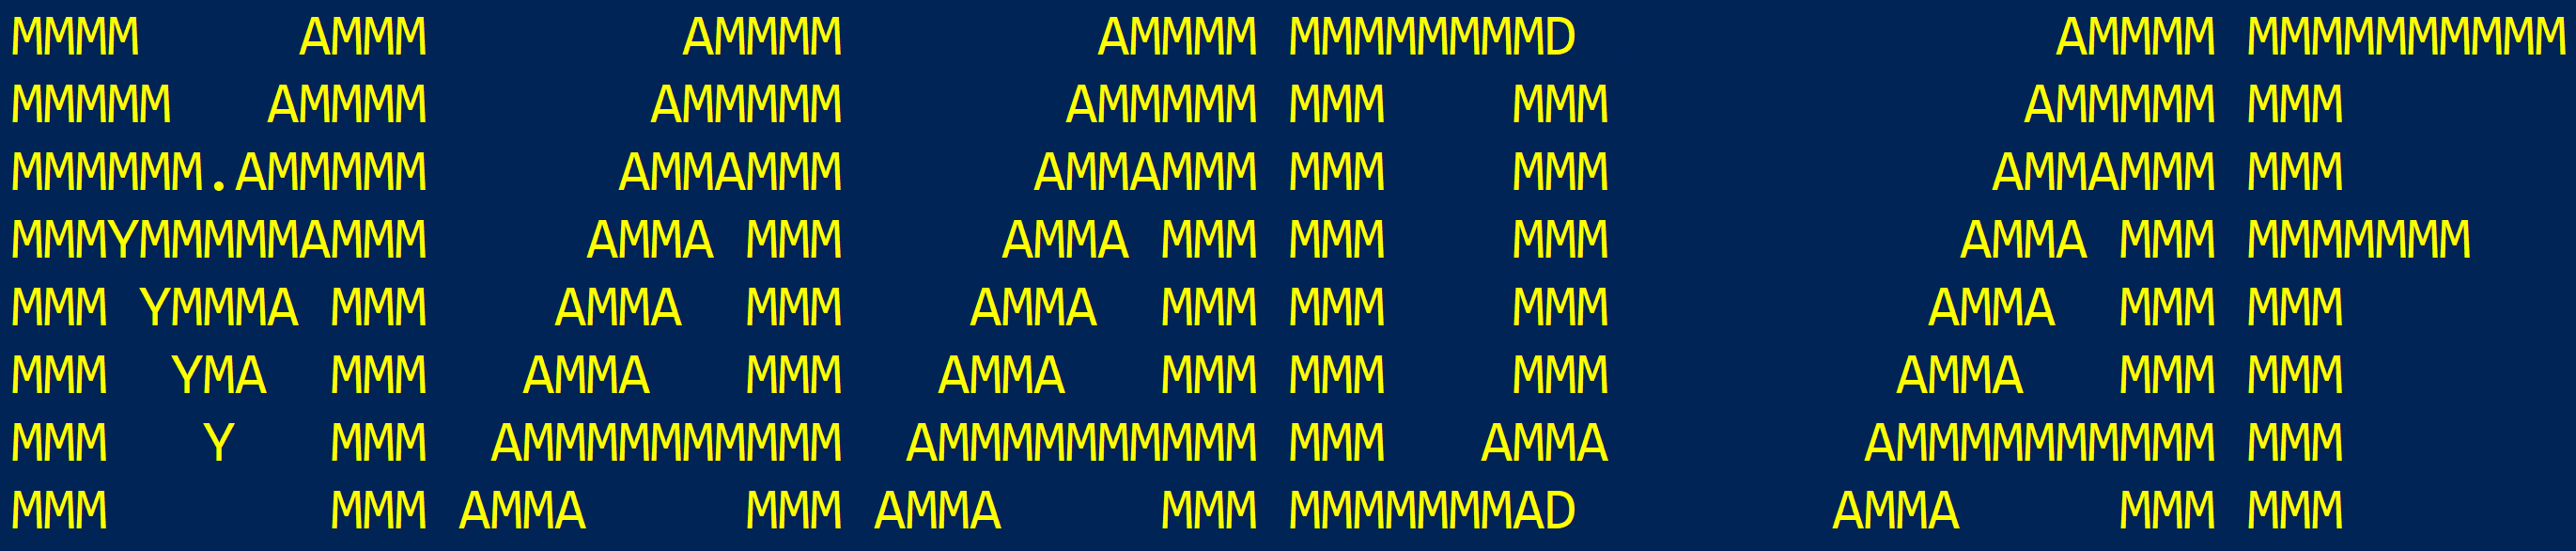 MMMM     AMMM        AMMMM        AMMMM MMMMMMMMD               AMMMM MMMMMMMMMM
MMMMM   AMMMM       AMMMMM       AMMMMM MMM    MMM             AMMMMM MMM
MMMMMM.AMMMMM      AMMAMMM      AMMAMMM MMM    MMM            AMMAMMM MMM
MMMYMMMMMAMMM     AMMA MMM     AMMA MMM MMM    MMM           AMMA MMM MMMMMMM
MMM YMMMA MMM    AMMA  MMM    AMMA  MMM MMM    MMM          AMMA  MMM MMM
MMM  YMA  MMM   AMMA   MMM   AMMA   MMM MMM    MMM         AMMA   MMM MMM
MMM   Y   MMM  AMMMMMMMMMM  AMMMMMMMMMM MMM   AMMA        AMMMMMMMMMM MMM
MMM       MMM AMMA     MMM AMMA     MMM MMMMMMMAD        AMMA     MMM MMM